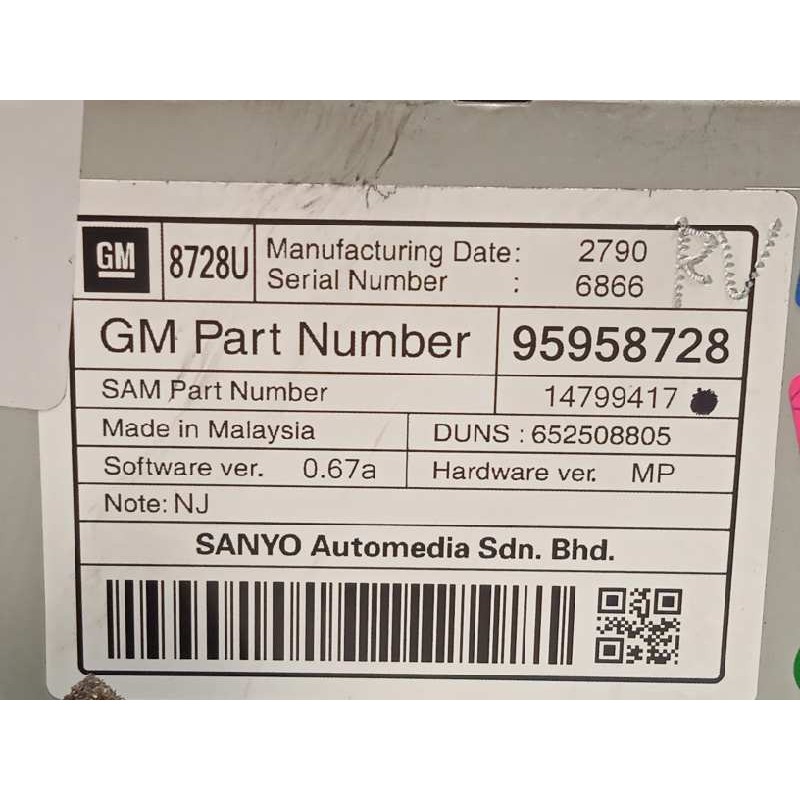 GM 8728U Manufacturing Date: 2790
Serial Number : 6866
RV
GM Part Number 95958728
SAM Part Number 14799417
Made in Malaysia DUNS : 652508805
Software ver. 0.67a Hardware ver. MP
Note: NJ
SANYO Automedia Sdn. Bhd.